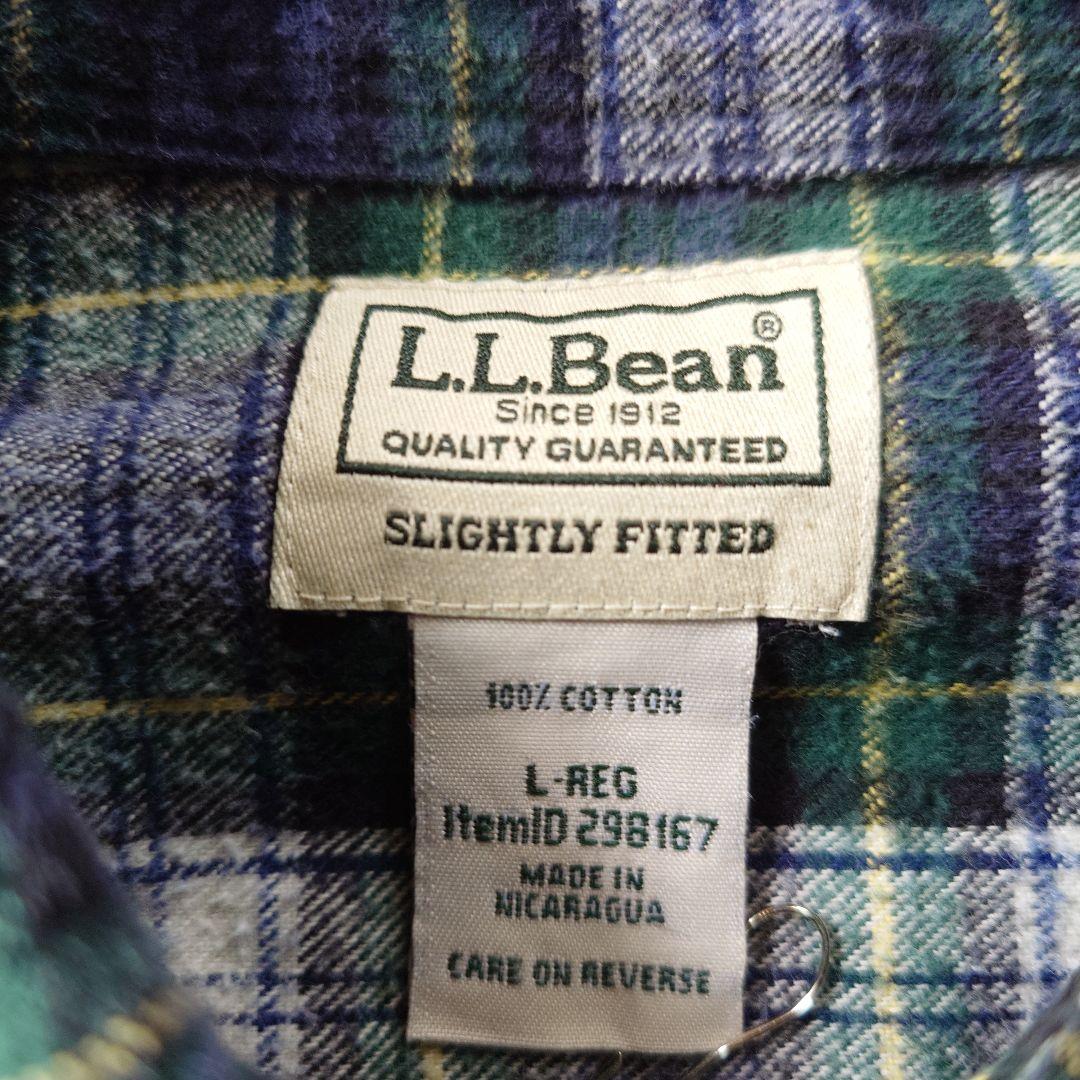 L.L.Bean®
Since 1912
QUALITY GUARANTEED
SLIGHTLY FITTED
100% COTTON
L-REG
ItemID 298167
MADE IN
NICARAGUA
CARE ON REVERSE